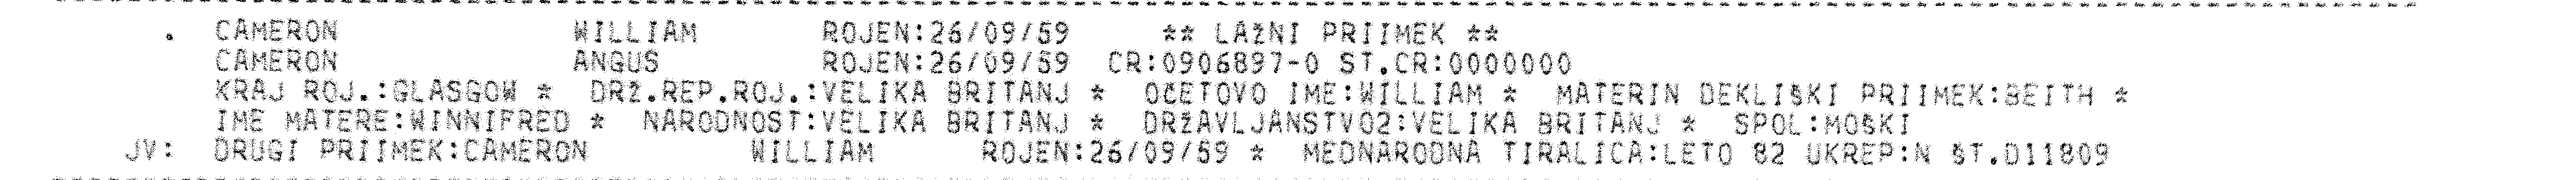 . CAMERON WILLIAM ROJEN:26/09/59 ** LAŽNI PRIIMEK **
CAMERON ANGUS ROJEN:26/09/59 CR:0906897-0 ST.CR:0000000
KRAJ ROJ.:GLASGOW * DRŽ.REP.ROJ.:VELIKA BRITANJ * OČETOVO IME:WILLIAM * MATERIN DEKLIŠKI PRIIMEK:BEITH *
IME MATERE:WINNIFRED * NARODNOST:VELIKA BRITANJ * DRŽAVLJANSTVO2:VELIKA BRITANJ * SPOL:MOŠKI
JV: DRUGI PRIIMEK:CAMERON WILLIAM ROJEN:26/09/59 * MEDNARODNA TIRALICA:LETO 82 UKREP:N ŠT.D11809